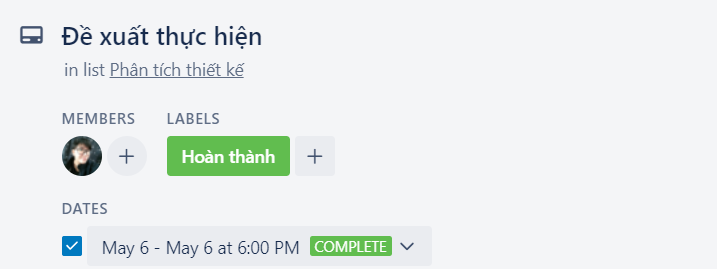 Đề xuất thực hiện
in list Phân tích thiết kế
MEMBERS LABELS
+ Hoàn thành +
DATES
May 6 - May 6 at 6:00 PM COMPLETE